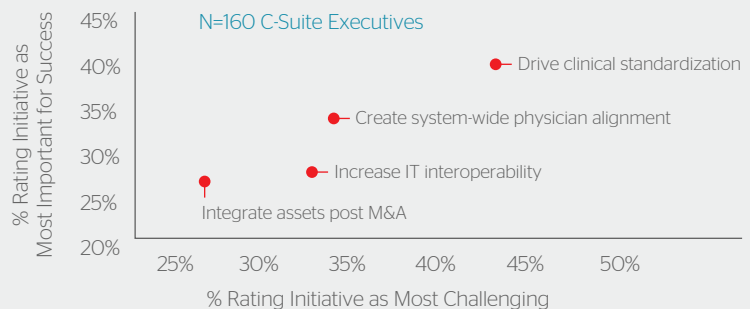 % Rating Initiative as
Most Important for Success
45%
40%
35%
30%
25%
20%
N=160 C-Suite Executives
Drive clinical standardization
Create system-wide physician alignment
Increase IT interoperability
Integrate assets post M&A
25%
30%
35%
40%
45%
50%
% Rating Initiative as Most Challenging